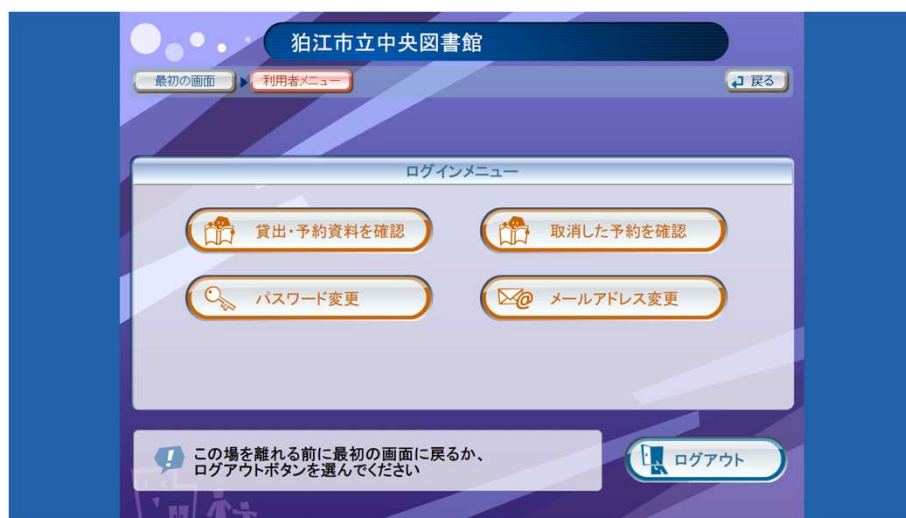 狛江市立中央図書館
最初の画面
利用者メニュー
戻る
ログインメニュー
貸出・予約資料を確認
取消した予約を確認
パスワード変更
メールアドレス変更
この場を離れる前に最初の画面に戻るか、
ログアウトボタンを選んでください
ログアウト